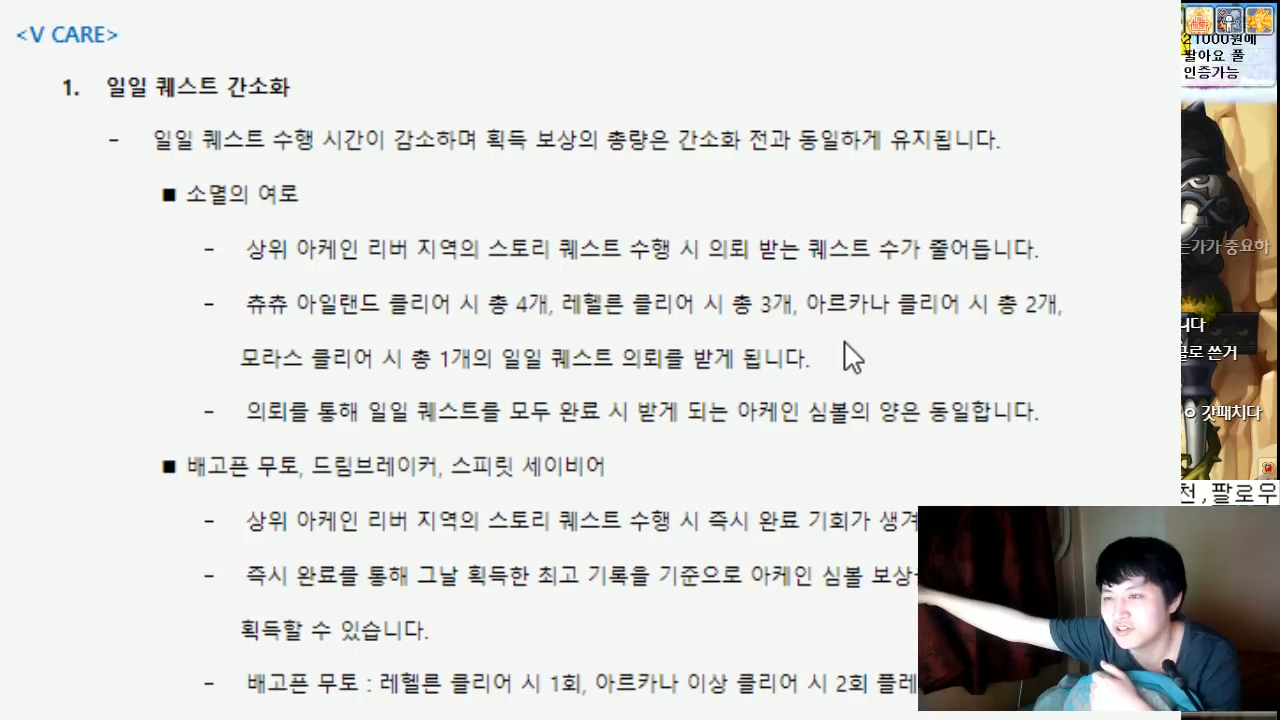 <V CARE>
1. 일일 퀘스트 간소화
- 일일 퀘스트 수행 시간이 감소하며 획득 보상의 총량은 간소화 전과 동일하게 유지됩니다.
■ 소멸의 여로
- 상위 아케인 리버 지역의 스토리 퀘스트 수행 시 의뢰 받는 퀘스트 수가 줄어듭니다.
- 츄츄 아일랜드 클리어 시 총 4개, 레헬른 클리어 시 총 3개, 아르카나 클리어 시 총 2개,
모라스 클리어 시 총 1개의 일일 퀘스트 의뢰를 받게 됩니다.
- 의뢰를 통해 일일 퀘스트를 모두 완료 시 받게 되는 아케인 심볼의 양은 동일합니다.
■ 배고픈 무토, 드림브레이커, 스피릿 세이비어
- 상위 아케인 리버 지역의 스토리 퀘스트 수행 시 즉시 완료 기회가 생겨
- 즉시 완료를 통해 그날 획득한 최고 기록을 기준으로 아케인 심볼 보상
획득할 수 있습니다.
- 배고픈 무토 : 레헬른 클리어 시 1회, 아르카나 이상 클리어 시 2회 플레
21000원에
팔아요 풀
인증가능
는가가 중요하
니다
글로 쓴거
갓패치다
천,팔로우